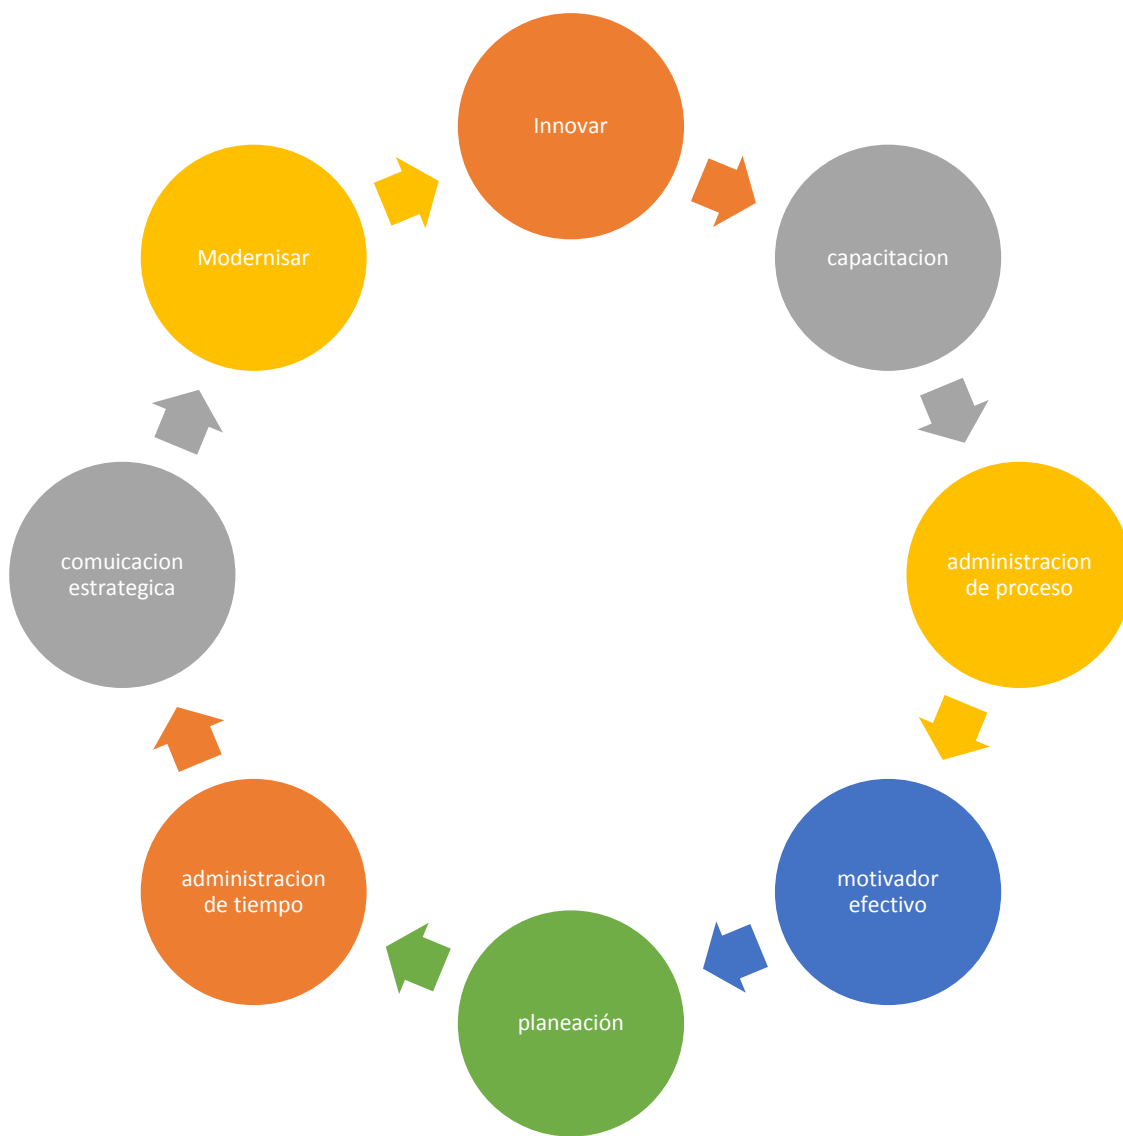 Innovar
capacitacion
administracion
de proceso
motivador
efectivo
planeación
administracion
de tiempo
comuicacion
estrategica
Modernisar